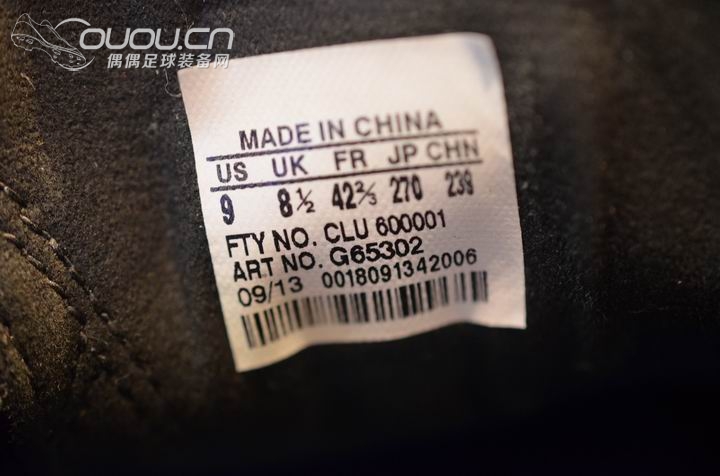 ouou.cn
偶偶足球装备网
MADE IN CHINA
US UK FR JP CHN
9 8½ 42⅔ 270 239
FTY NO. CLU 600001
ART NO. G65302
09/13 0018091342006